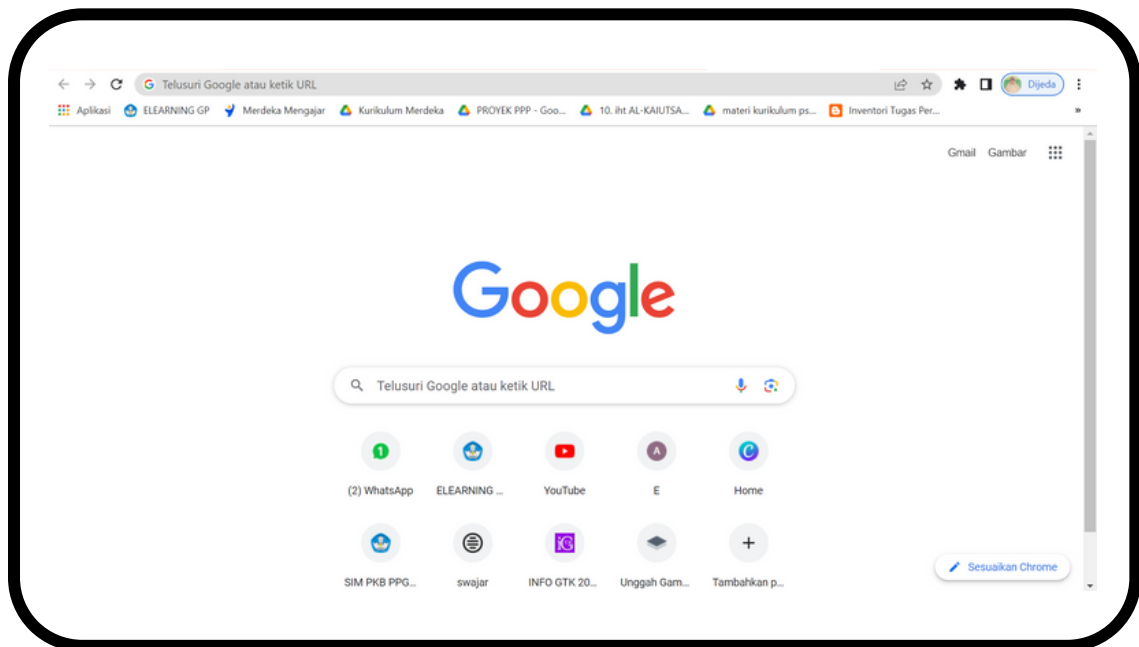 Telusuri Google atau ketik URL
Dijeda
Aplikasi ELEARNING GP Merdeka Mengajar Kurikulum Merdeka PROYEK PPP - Goo... 10. iht AL-KAIUTSA... materi kurikulum ps... Inventori Tugas Per...
Gmail Gambar
Google
Telusuri Google atau ketik URL
(2) WhatsApp ELEARNING ... YouTube E Home
SIM PKB PPG... swajar INFO GTK 20... Unggah Gam... Tambahkan p...
Sesuaikan Chrome